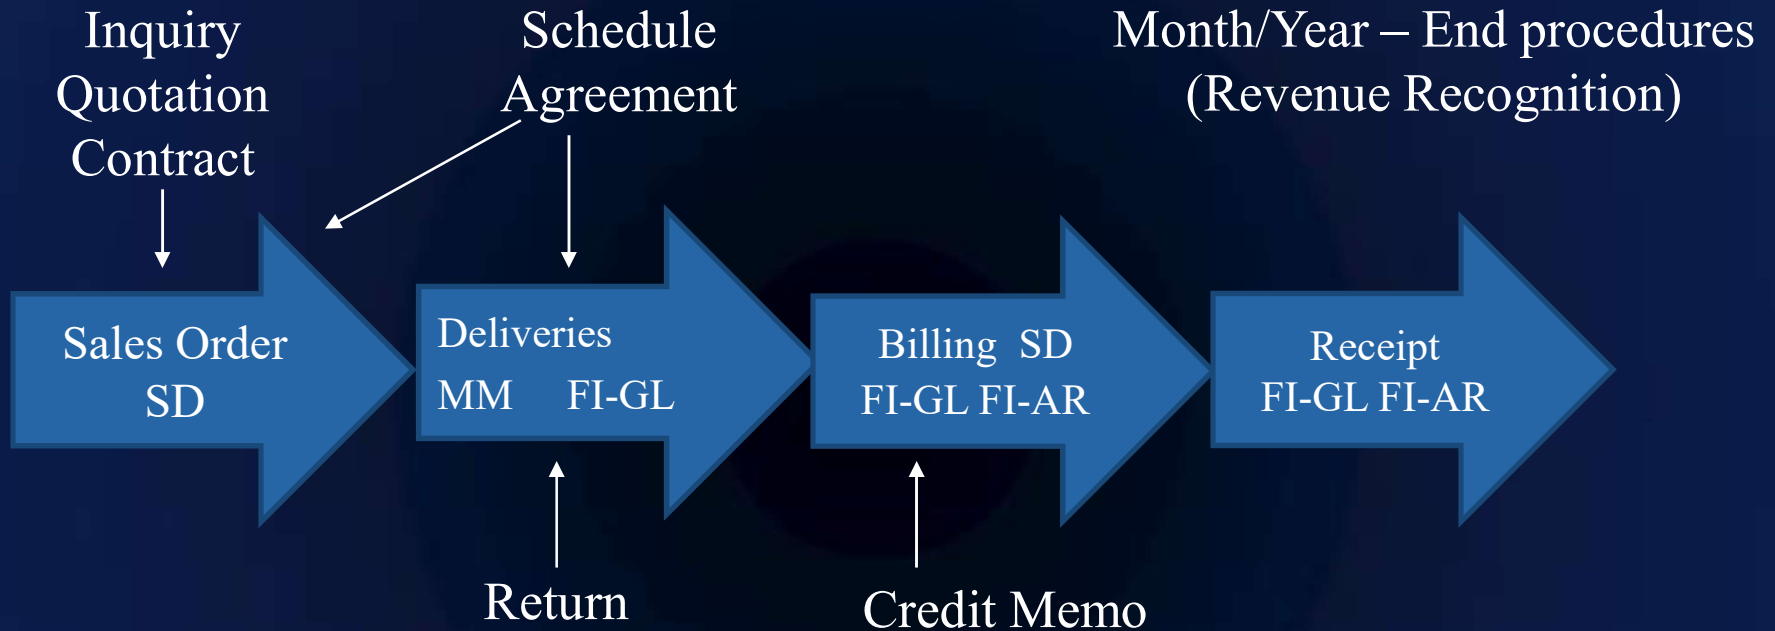 Inquiry
Quotation
Contract
Schedule
Agreement
Month/Year – End procedures
(Revenue Recognition)
Sales Order
SD
Deliveries
MM FI-GL
Billing SD
FI-GL FI-AR
Receipt
FI-GL FI-AR
Return
Credit Memo